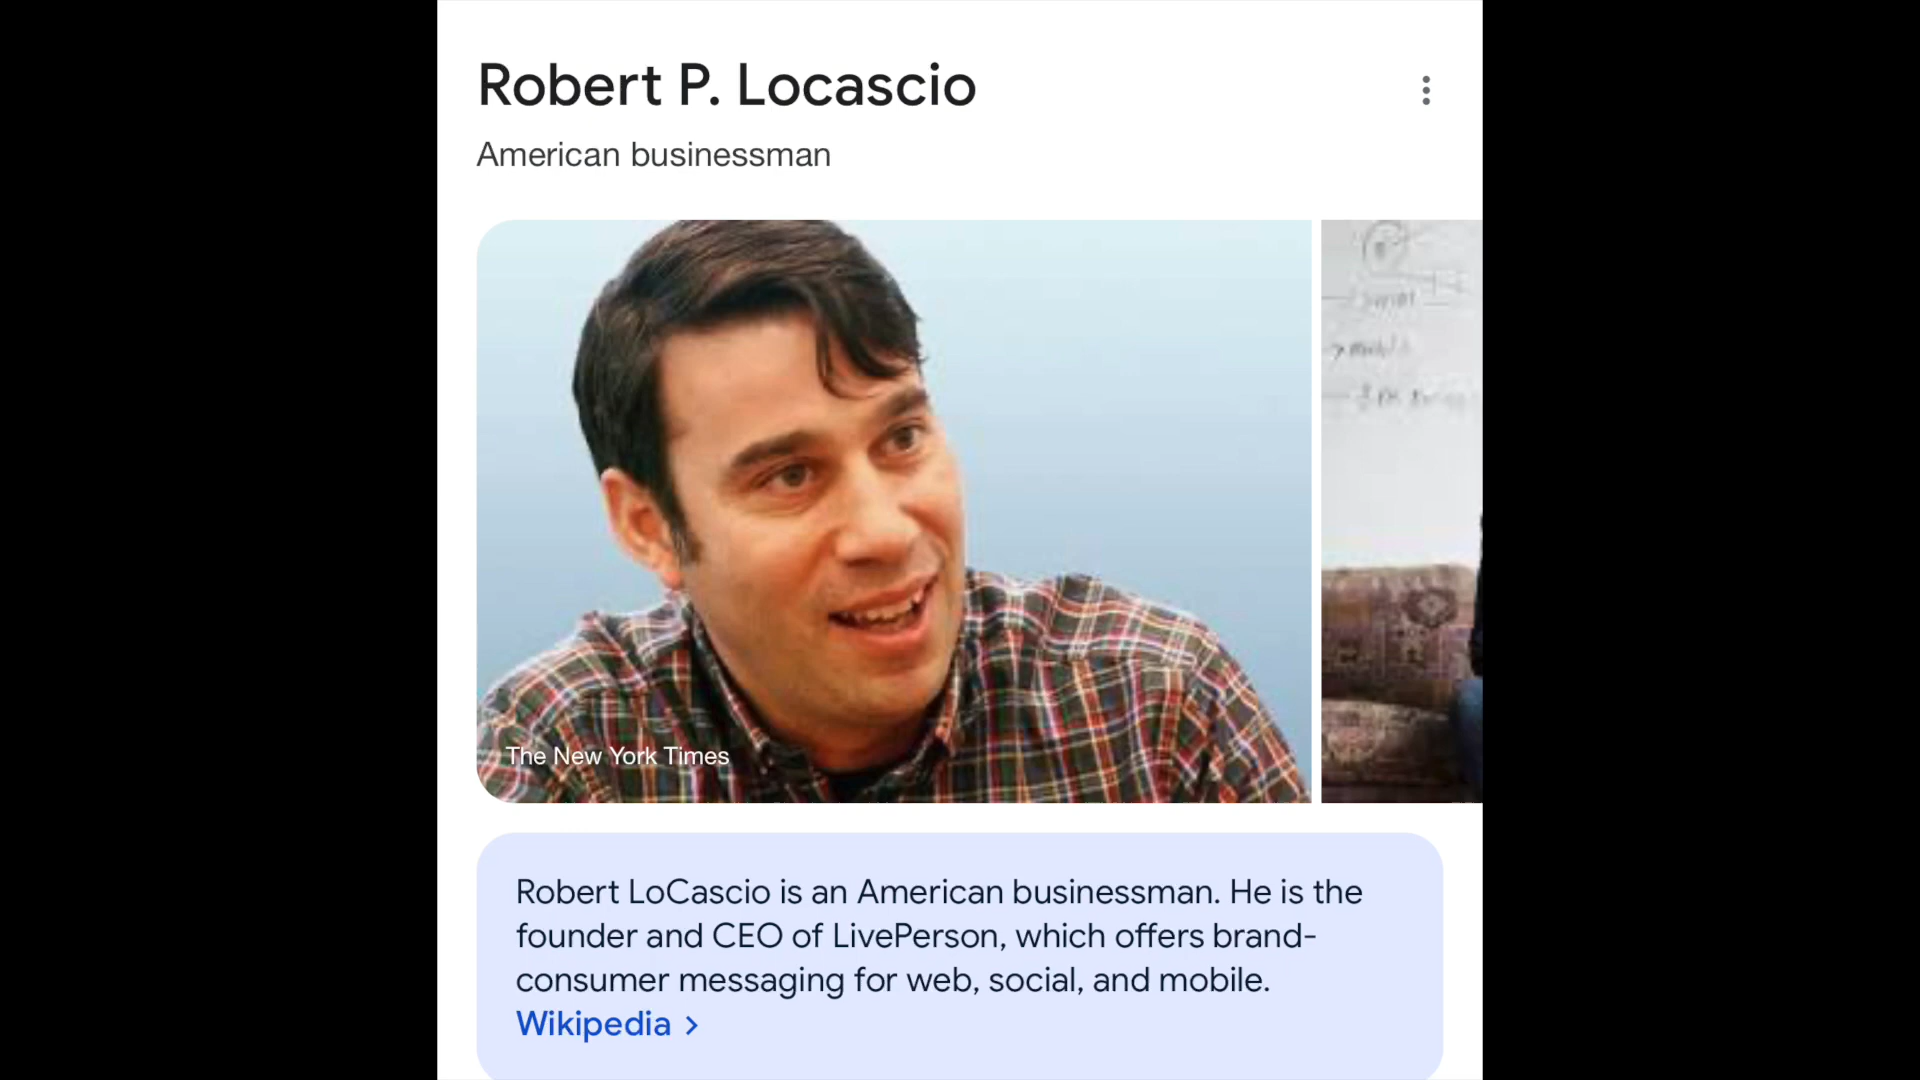 Robert P. Locascio
American businessman
The New York Times
Robert LoCascio is an American businessman. He is the
founder and CEO of LivePerson, which offers brand-
consumer messaging for web, social, and mobile.
Wikipedia >